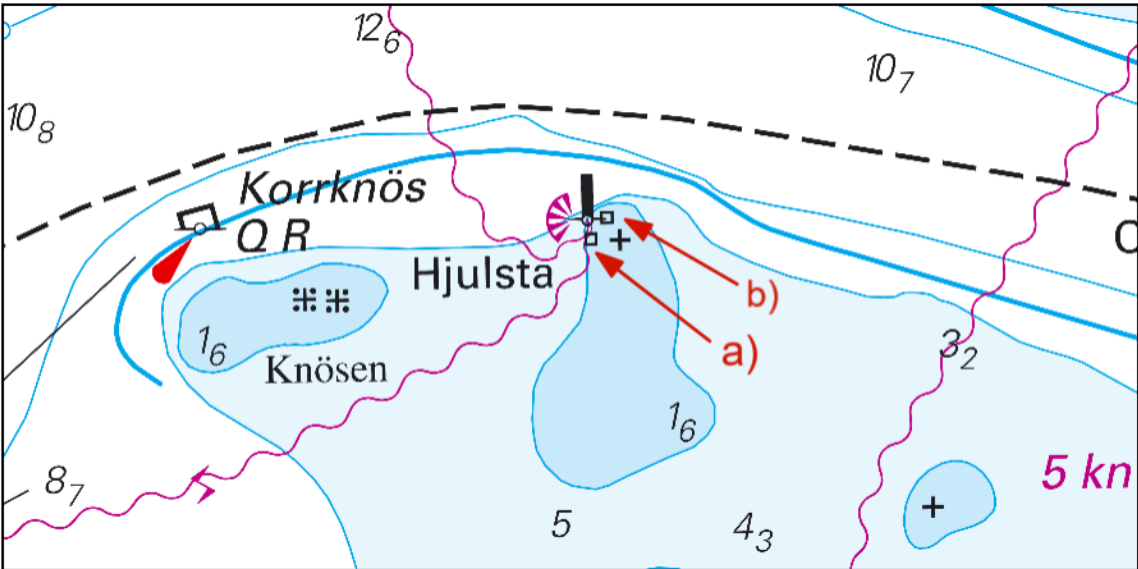 12₆
10₇
10₈
Korrknös
Q R
Hjulsta
b)
a)
1₆
Knösen
3₂
1₆
5 kn
8₇
5
4₃